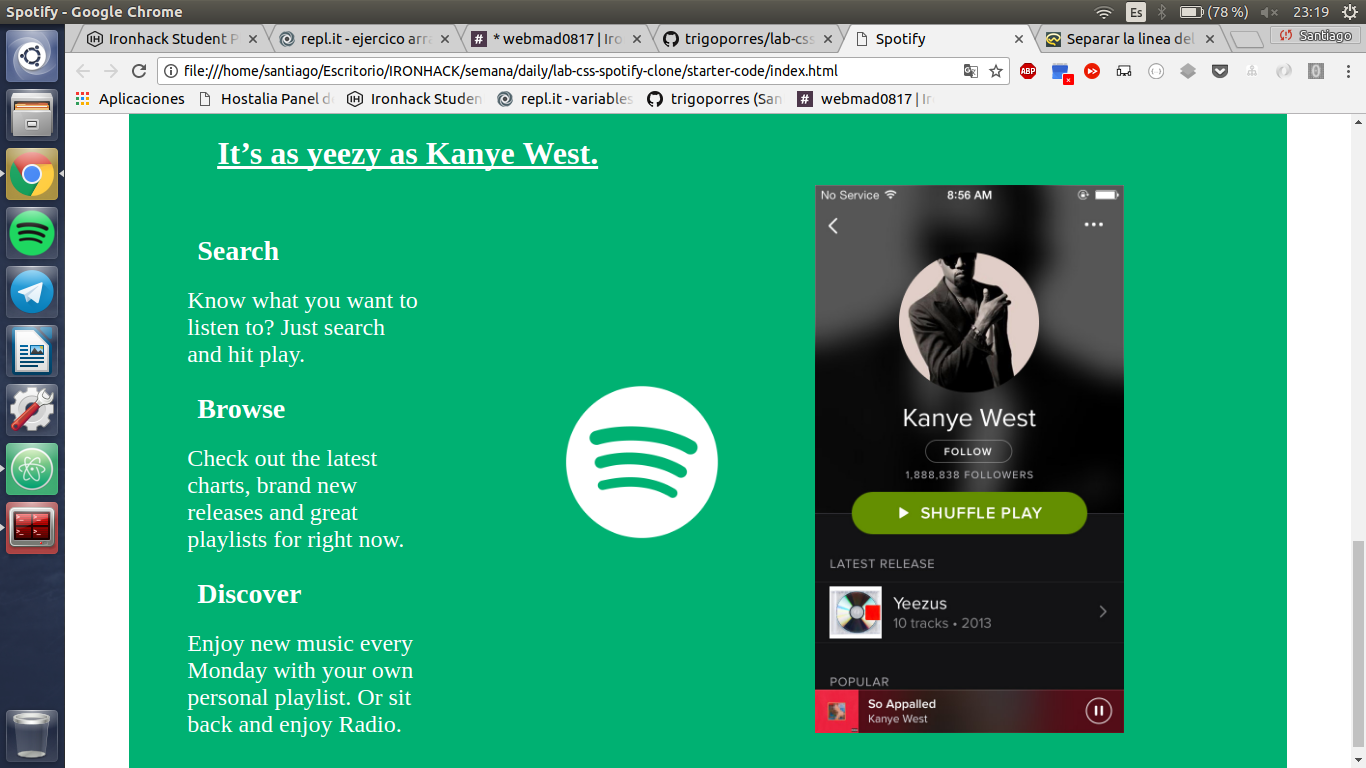 Spotify - Google Chrome
Es
(78 %)
23:19
Ironhack Student P
repl.it - ejercico arr
* webmad0817 | Iro
trigoporres/lab-css
Spotify
Separar la linea del
Santiago
file:///home/santiago/Escritorio/IRONHACK/semana/daily/lab-css-spotify-clone/starter-code/index.html
ABP
0
Aplicaciones
Hostalia Panel de
Ironhack Studen
repl.it - variables
trigoporres (San
webmad0817 | Ir
It’s as yeezy as Kanye West.
Search
Know what you want to
listen to? Just search
and hit play.
Browse
Check out the latest
charts, brand new
releases and great
playlists for right now.
Discover
Enjoy new music every
Monday with your own
personal playlist. Or sit
back and enjoy Radio.
No Service
8:56 AM
Kanye West
FOLLOW
1,888,838 FOLLOWERS
SHUFFLE PLAY
LATEST RELEASE
Yeezus
10 tracks • 2013
POPULAR
So Appalled
Kanye West